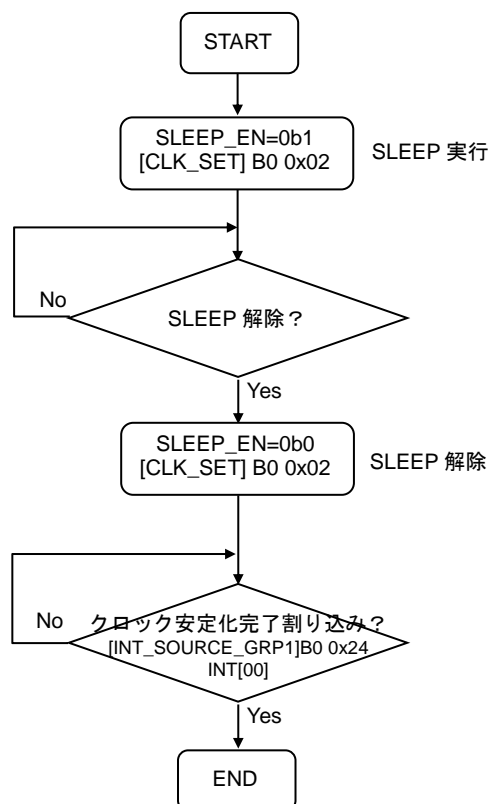 START
SLEEP_EN=0b1
[CLK_SET] B0 0x02
SLEEP 実行
No
SLEEP 解除？
Yes
SLEEP_EN=0b0
[CLK_SET] B0 0x02
SLEEP 解除
No
クロック安定化完了割り込み？
[INT_SOURCE_GRP1]B0 0x24
INT[00]
Yes
END